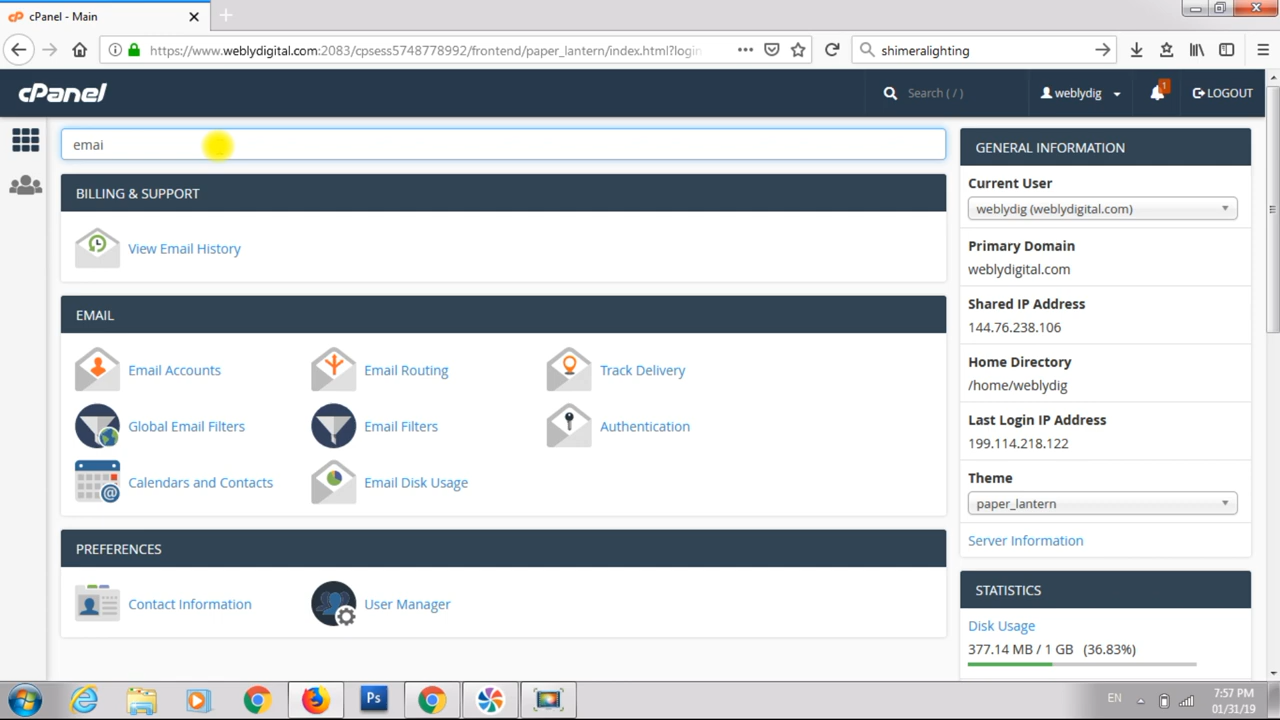 cPanel - Main
https://www.weblydigital.com:2083/cpsess5748778992/frontend/paper_lantern/index.html?login
shimeralighting
cPanel
Search ( / )
weblydig
1
LOGOUT
emai
BILLING & SUPPORT
View Email History
EMAIL
Email Accounts
Email Routing
Track Delivery
Global Email Filters
Email Filters
Authentication
Calendars and Contacts
Email Disk Usage
PREFERENCES
Contact Information
User Manager
GENERAL INFORMATION
Current User
weblydig (weblydigital.com)
Primary Domain
weblydigital.com
Shared IP Address
144.76.238.106
Home Directory
/home/weblydig
Last Login IP Address
199.114.218.122
Theme
paper_lantern
Server Information
STATISTICS
Disk Usage
377.14 MB / 1 GB (36.83%)
Ps
EN
7:57 PM
01/31/19